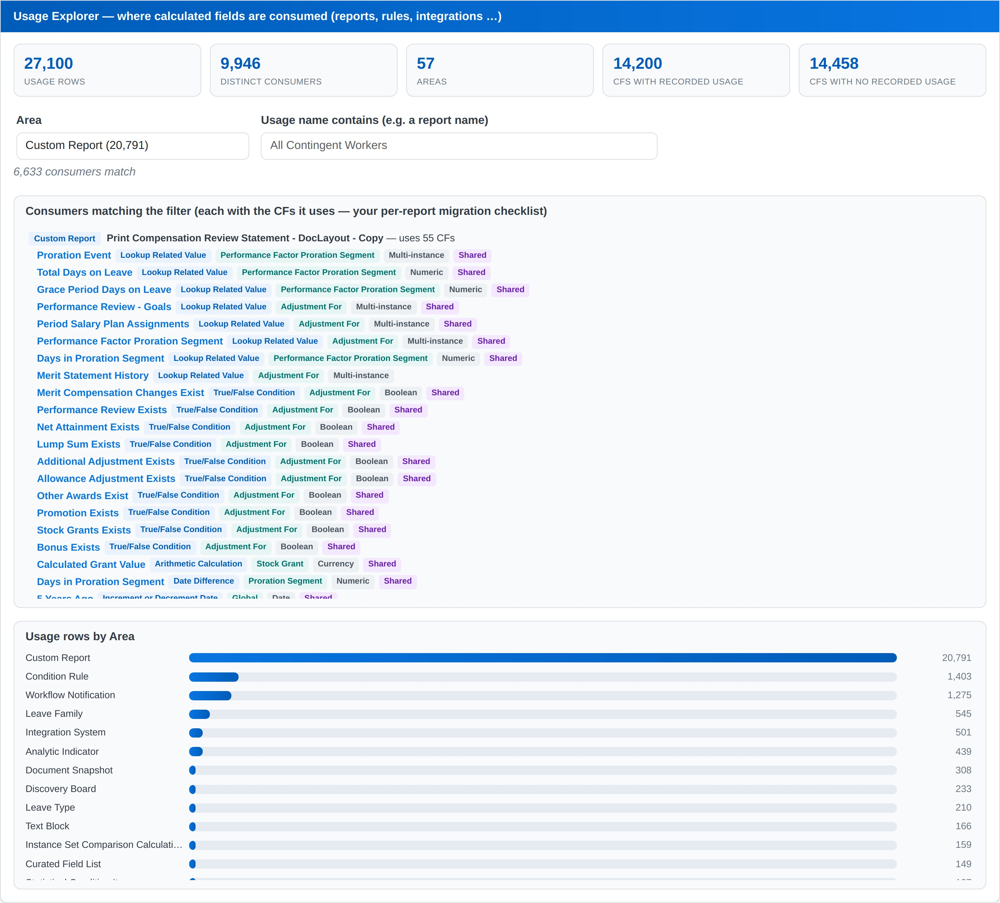 Usage Explorer — where calculated fields are consumed (reports, rules, integrations …)
27,100
USAGE ROWS
9,946
DISTINCT CONSUMERS
57
AREAS
14,200
CFS WITH RECORDED USAGE
14,458
CFS WITH NO RECORDED USAGE
Area
Custom Report (20,791)
Usage name contains (e.g. a report name)
All Contingent Workers
6,633 consumers match
Consumers matching the filter (each with the CFs it uses — your per-report migration checklist)
Custom Report Print Compensation Review Statement - DocLayout - Copy — uses 55 CFs
Proration Event Lookup Related Value Performance Factor Proration Segment Multi-instance Shared
Total Days on Leave Lookup Related Value Performance Factor Proration Segment Numeric Shared
Grace Period Days on Leave Lookup Related Value Performance Factor Proration Segment Numeric Shared
Performance Review - Goals Lookup Related Value Adjustment For Multi-instance Shared
Period Salary Plan Assignments Lookup Related Value Adjustment For Multi-instance Shared
Performance Factor Proration Segment Lookup Related Value Adjustment For Multi-instance Shared
Days in Proration Segment Lookup Related Value Performance Factor Proration Segment Numeric Shared
Merit Statement History Lookup Related Value Adjustment For Multi-instance
Merit Compensation Changes Exist True/False Condition Adjustment For Boolean Shared
Performance Review Exists True/False Condition Adjustment For Boolean Shared
Net Attainment Exists True/False Condition Adjustment For Boolean Shared
Lump Sum Exists True/False Condition Adjustment For Boolean Shared
Additional Adjustment Exists True/False Condition Adjustment For Boolean Shared
Allowance Adjustment Exists True/False Condition Adjustment For Boolean Shared
Other Awards Exist True/False Condition Adjustment For Boolean Shared
Promotion Exists True/False Condition Adjustment For Boolean Shared
Stock Grants Exists True/False Condition Adjustment For Boolean Shared
Bonus Exists True/False Condition Adjustment For Boolean Shared
Calculated Grant Value Arithmetic Calculation Stock Grant Currency Shared
Days in Proration Segment Date Difference Proration Segment Numeric Shared
5 Years Ago Increment or Decrement Date Global Date Shared
Usage rows by Area
Custom Report 20,791
Condition Rule 1,403
Workflow Notification 1,275
Leave Family 545
Integration System 501
Analytic Indicator 439
Document Snapshot 308
Discovery Board 233
Leave Type 210
Text Block 166
Instance Set Comparison Calculati… 159
Curated Field List 149